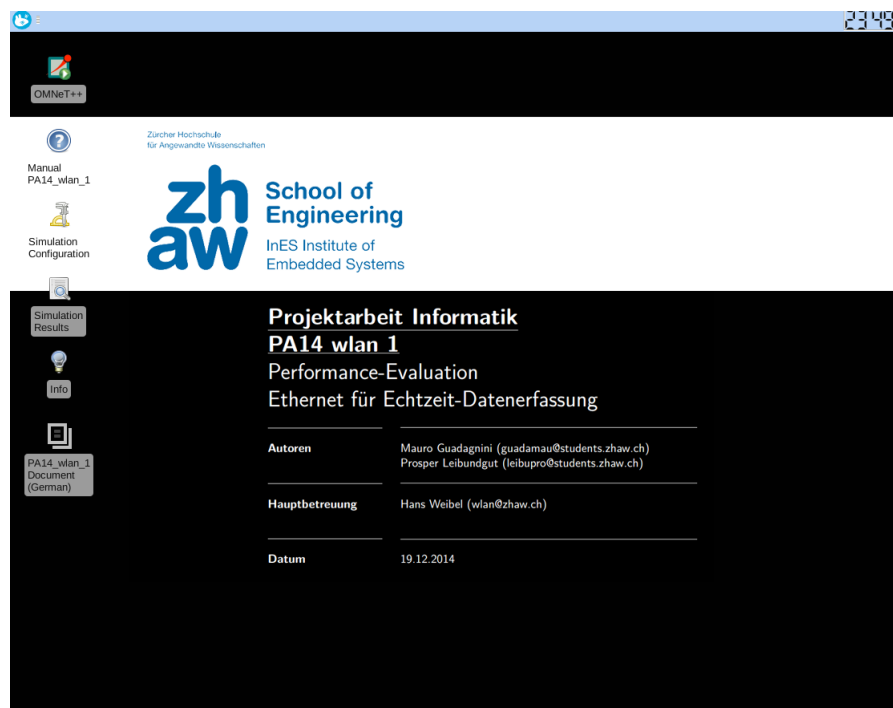 23:49
OMNeT++
Manual
PA14_wlan_1
Simulation
Configuration
Simulation
Results
Info
PA14_wlan_1
Document
(German)
Zürcher Hochschule
für Angewandte Wissenschaften
zh
aw
School of
Engineering
InES Institute of
Embedded Systems
Projektarbeit Informatik
PA14 wlan 1
Performance-Evaluation
Ethernet für Echtzeit-Datenerfassung
Autoren Mauro Guadagnini (guadamau@students.zhaw.ch)
Prosper Leibundgut (leibupro@students.zhaw.ch)
Hauptbetreuung Hans Weibel (wlan@zhaw.ch)
Datum 19.12.2014